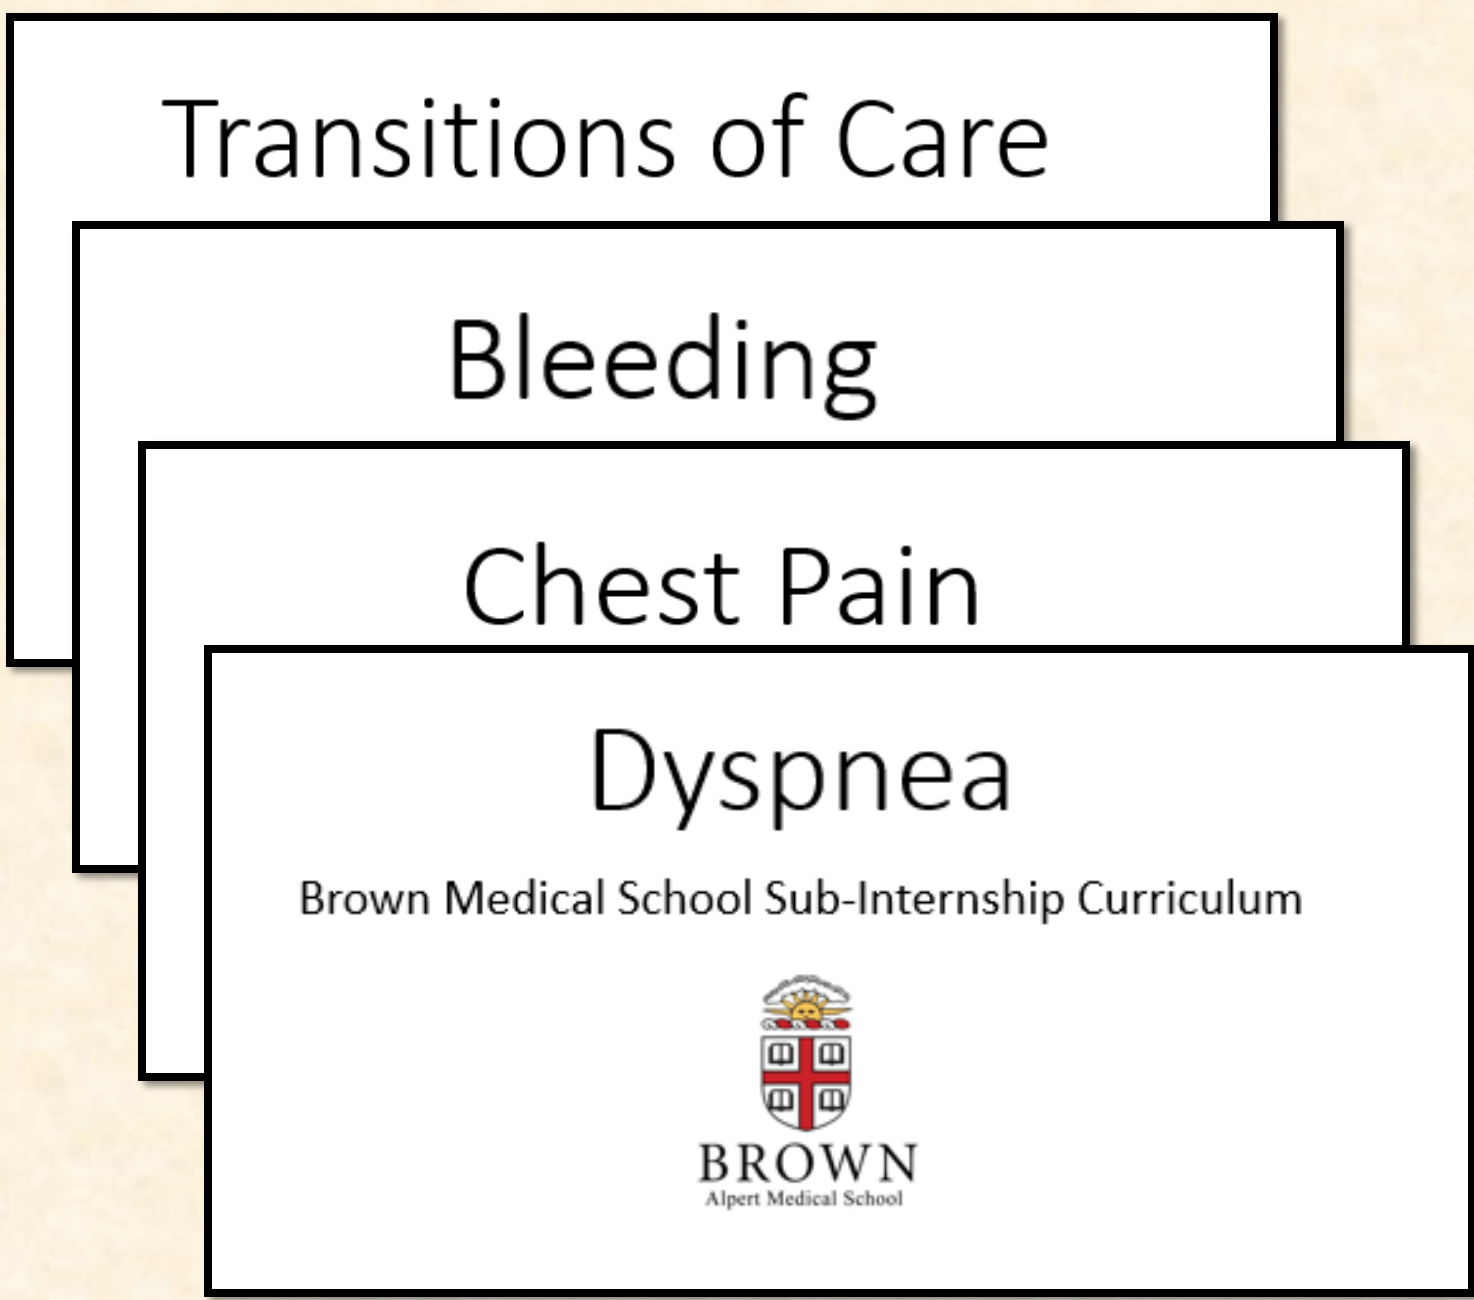 Transitions of Care
Bleeding
Chest Pain
Dyspnea
Brown Medical School Sub-Internship Curriculum
BROWN
Alpert Medical School